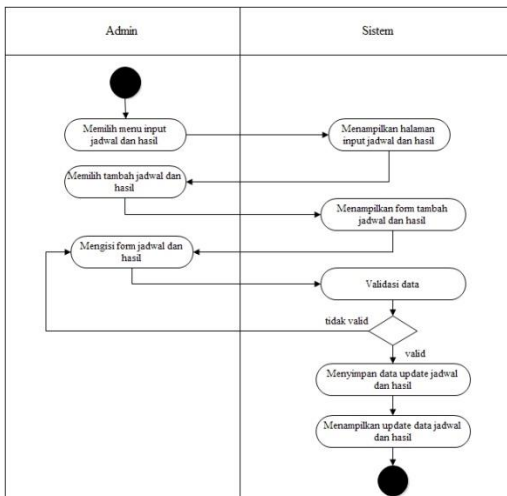 Admin
Sistem
Memilih menu input
jadwal dan hasil
Menampilkan halaman
input jadwal dan hasil
Memilih tambah jadwal dan
hasil
Menampilkan form tambah
jadwal dan hasil
Mengisi form jadwal dan
hasil
Validasi data
tidak valid
valid
Menyimpan data update jadwal
dan hasil
Menampilkan update data jadwal
dan hasil